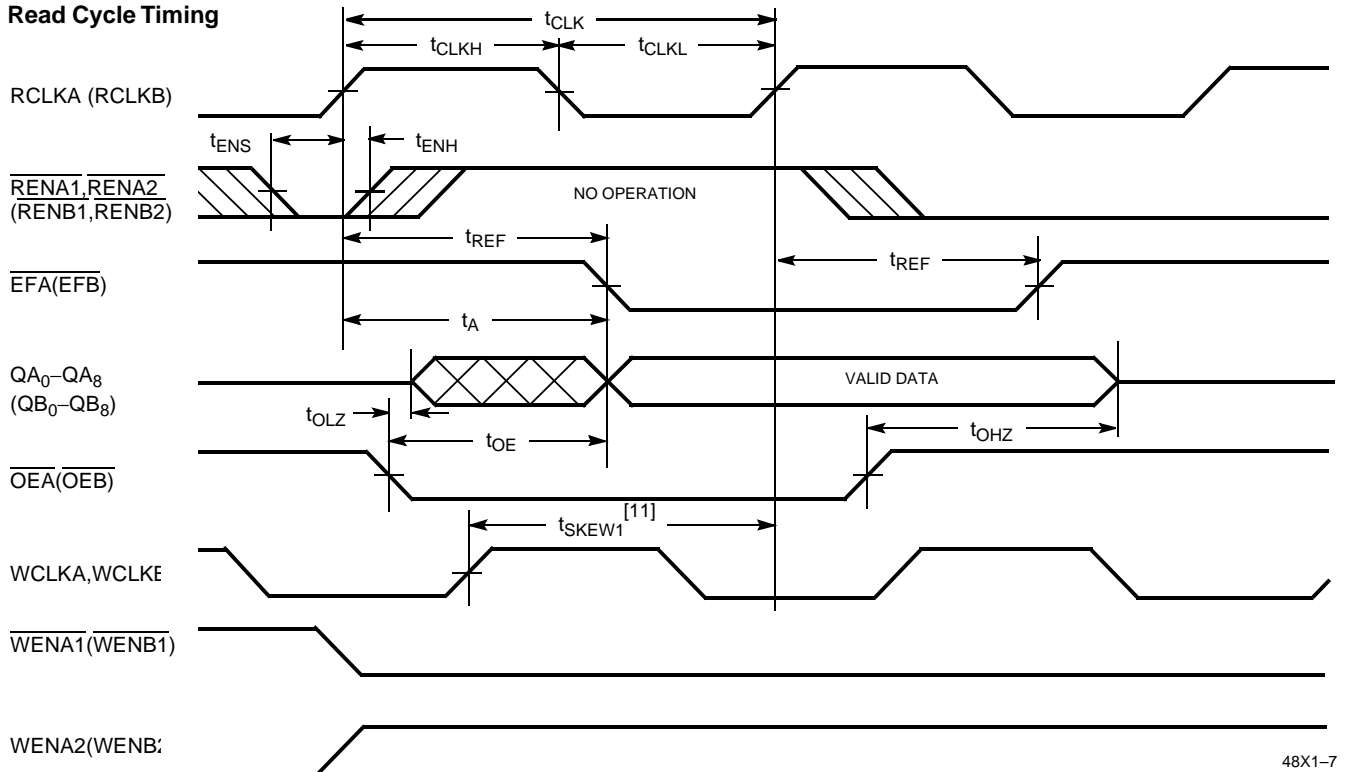 Read Cycle Timing
tCLK
tCLKH
tCLKL
RCLKA (RCLKB)
tENS
tENH
RENA1,RENA2
(RENB1,RENB2)
NO OPERATION
tREF
tREF
EFA(EFB)
tA
QA0–QA8
(QB0–QB8)
VALID DATA
tOLZ
tOE
tOHZ
OEA(OEB)
tSKEW1[11]
WCLKA,WCLKE
WENA1(WENB1)
WENA2(WENB2
48X1–7